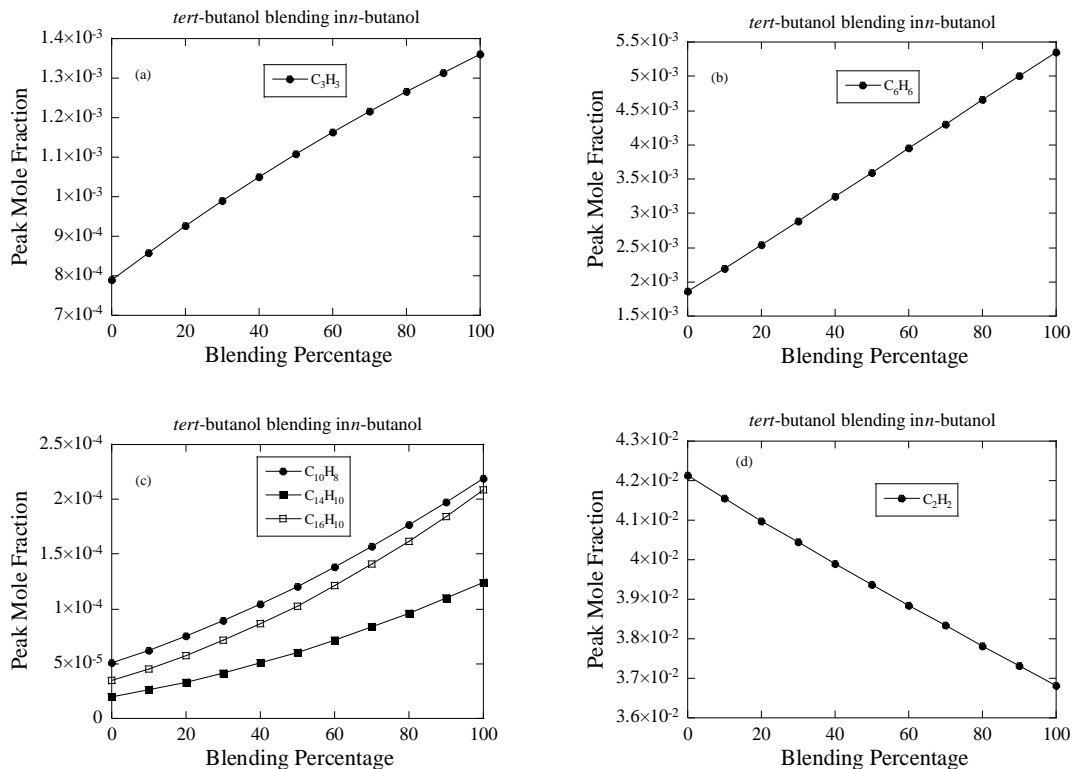 tert-butanol blending inn-butanol
1.4×10⁻³
1.3×10⁻³
1.2×10⁻³
1.1×10⁻³
1×10⁻³
9×10⁻⁴
8×10⁻⁴
7×10⁻⁴
Peak Mole Fraction
(a)
C₃H₃
0 20 40 60 80 100
Blending Percentage
tert-butanol blending inn-butanol
5.5×10⁻³
5×10⁻³
4.5×10⁻³
4×10⁻³
3.5×10⁻³
3×10⁻³
2.5×10⁻³
2×10⁻³
1.5×10⁻³
Peak Mole Fraction
(b)
C₆H₆
0 20 40 60 80 100
Blending Percentage
tert-butanol blending inn-butanol
2.5×10⁻⁴
2×10⁻⁴
1.5×10⁻⁴
1×10⁻⁴
5×10⁻⁵
0
Peak Mole Fraction
(c)
C₁₀H₈
C₁₄H₁₀
C₁₆H₁₀
0 20 40 60 80 100
Blending Percentage
tert-butanol blending inn-butanol
4.3×10⁻²
4.2×10⁻²
4.1×10⁻²
4×10⁻²
3.9×10⁻²
3.8×10⁻²
3.7×10⁻²
3.6×10⁻²
Peak Mole Fraction
(d)
C₂H₂
0 20 40 60 80 100
Blending Percentage